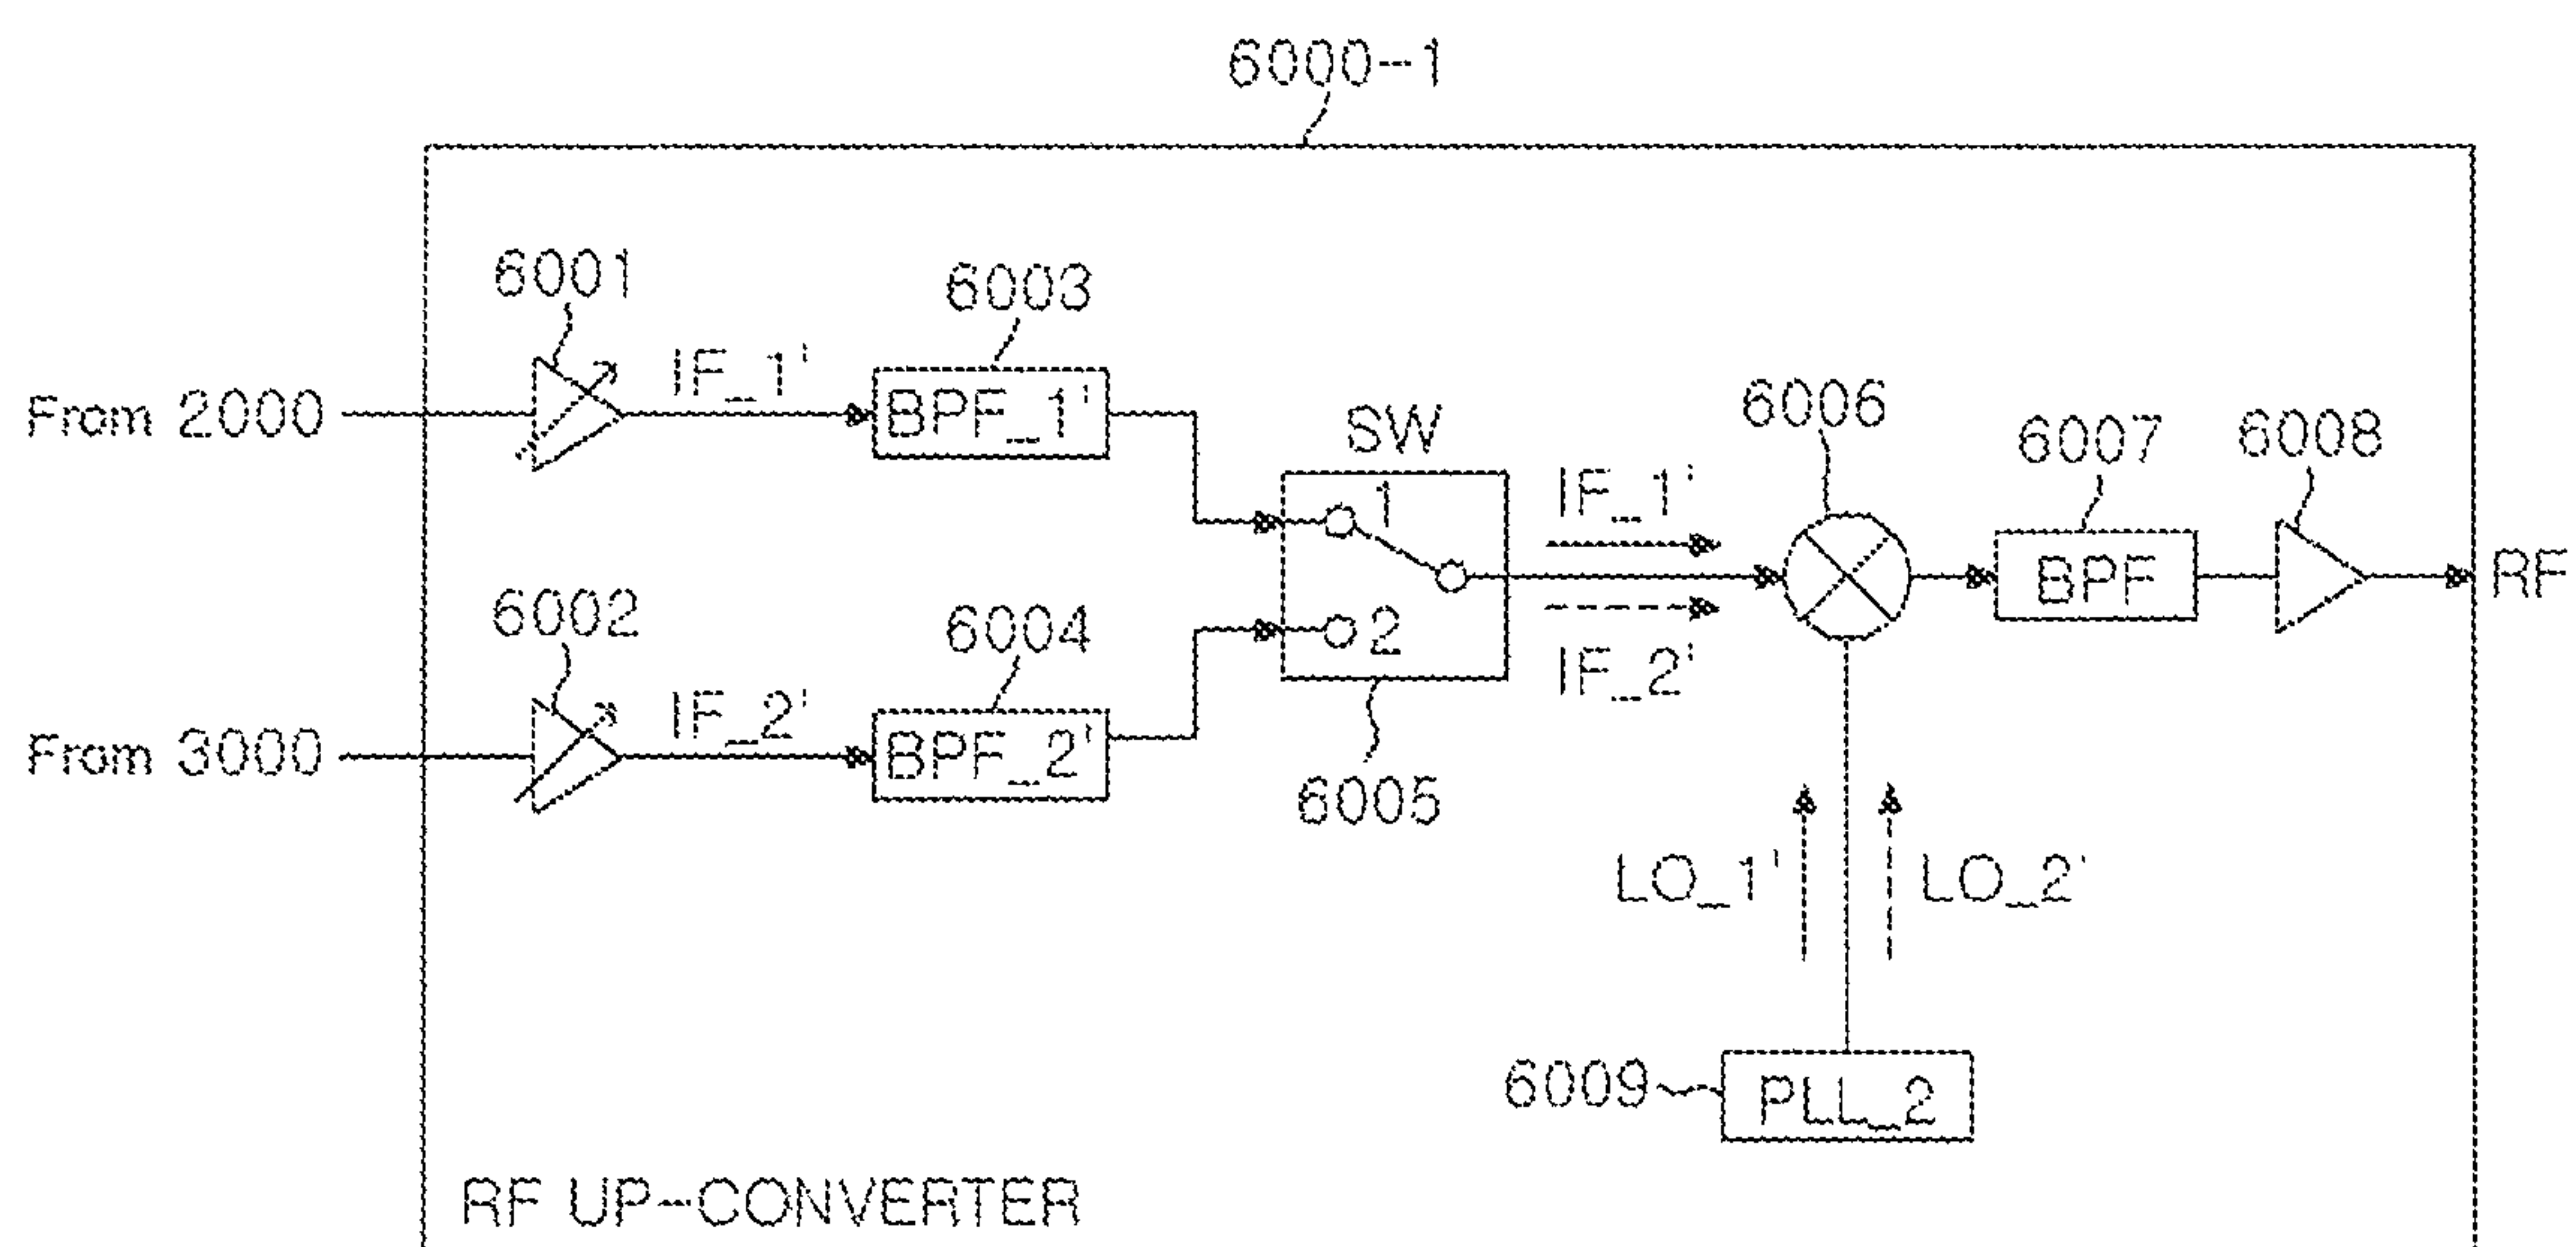 6000-1
6001
6003
IF_1'
From 2000
BPF_1'
SW
6006
6007
6008
1
IF_1'
BPF
RF
2
IF_2'
6002
6004
IF_2'
From 3000
BPF_2'
6005
LO_1'
LO_2'
6009
PLL_2
RF UP-CONVERTER